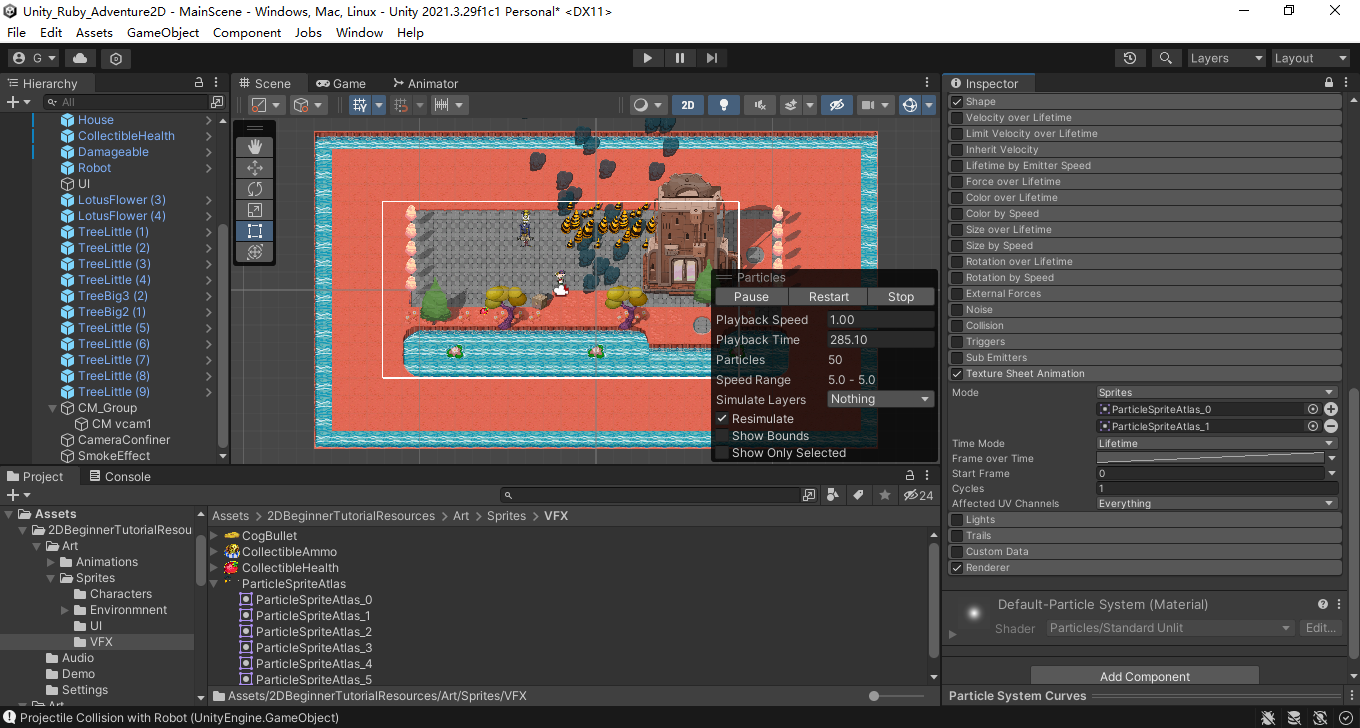 Unity_Ruby_Adventure2D - MainScene - Windows, Mac, Linux - Unity 2021.3.29f1c1 Personal* <DX11>
File Edit Assets GameObject Component Jobs Window Help
G Layers Layout
Hierarchy
All
House
CollectibleHealth
Damageable
Robot
UI
LotusFlower (3)
LotusFlower (4)
TreeLittle (1)
TreeLittle (2)
TreeLittle (3)
TreeLittle (4)
TreeBig3 (2)
TreeBig2 (1)
TreeLittle (5)
TreeLittle (6)
TreeLittle (7)
TreeLittle (8)
TreeLittle (9)
CM_Group
CM vcam1
CameraConfiner
SmokeEffect
Scene Game Animator
2D
Particles
Pause Restart Stop
Playback Speed 1.00
Playback Time 285.10
Particles 50
Speed Range 5.0 - 5.0
Simulate Layers Nothing
Resimulate
Show Bounds
Show Only Selected
Inspector
Shape
Velocity over Lifetime
Limit Velocity over Lifetime
Inherit Velocity
Lifetime by Emitter Speed
Force over Lifetime
Color over Lifetime
Color by Speed
Size over Lifetime
Size by Speed
Rotation over Lifetime
Rotation by Speed
External Forces
Noise
Collision
Triggers
Sub Emitters
Texture Sheet Animation
Mode Sprites
ParticleSpriteAtlas_0
ParticleSpriteAtlas_1
Time Mode Lifetime
Frame over Time
Start Frame 0
Cycles 1
Affected UV Channels Everything
Lights
Trails
Custom Data
Renderer
Default-Particle System (Material)
Shader Particles/Standard Unlit Edit...
Add Component
Particle System Curves
Project Console
24
Assets
2DBeginnerTutorialResou
Art
Animations
Sprites
Characters
Environmnent
UI
VFX
Audio
Demo
Settings
Art
Assets > 2DBeginnerTutorialResources > Art > Sprites > VFX
CogBullet
CollectibleAmmo
CollectibleHealth
ParticleSpriteAtlas
ParticleSpriteAtlas_0
ParticleSpriteAtlas_1
ParticleSpriteAtlas_2
ParticleSpriteAtlas_3
ParticleSpriteAtlas_4
ParticleSpriteAtlas_5
Assets/2DBeginnerTutorialResources/Art/Sprites/VFX
Projectile Collision with Robot (UnityEngine.GameObject)